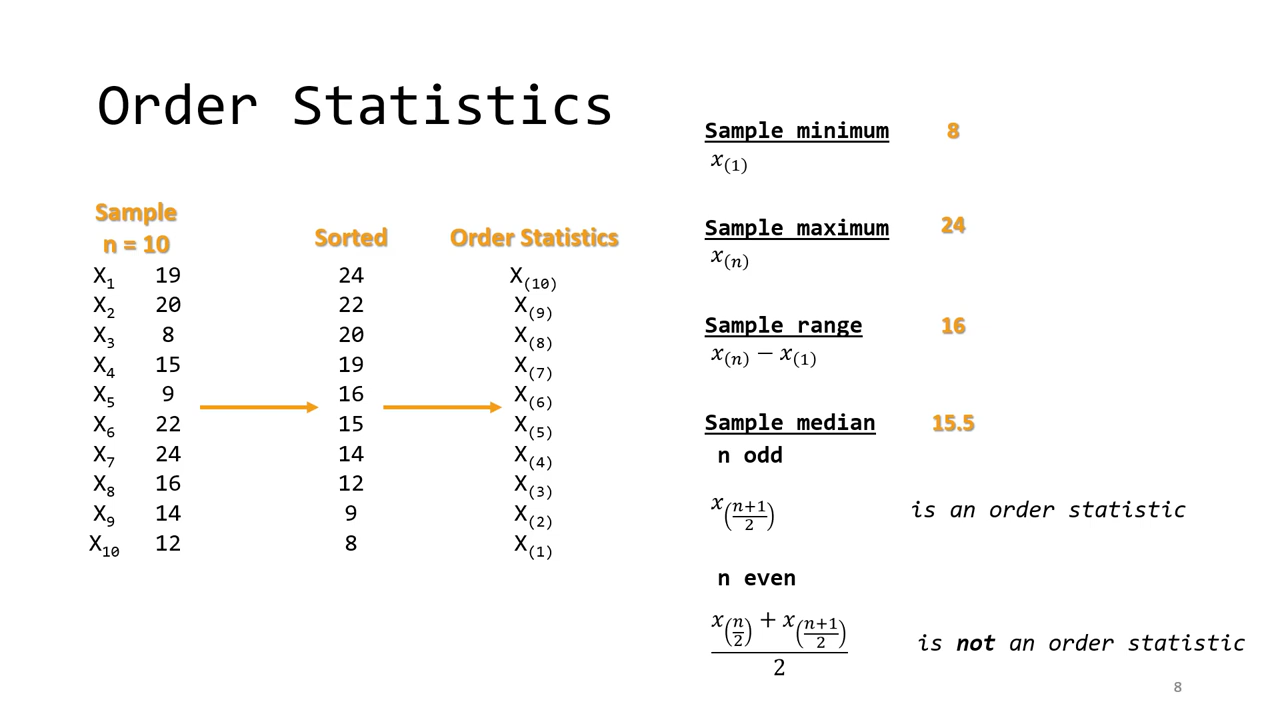 Order Statistics
Sample
n = 10
Sorted
Order Statistics
X1 19 24 X(10)
X2 20 22 X(9)
X3 8 20 X(8)
X4 15 19 X(7)
X5 9 16 X(6)
X6 22 15 X(5)
X7 24 14 X(4)
X8 16 12 X(3)
X9 14 9 X(2)
X10 12 8 X(1)
Sample minimum 8
x(1)
Sample maximum 24
x(n)
Sample range 16
x(n) − x(1)
Sample median 15.5
n odd
x((n+1)/2) is an order statistic
n even
(x(n/2) + x((n+1)/2))/2 is not an order statistic
8